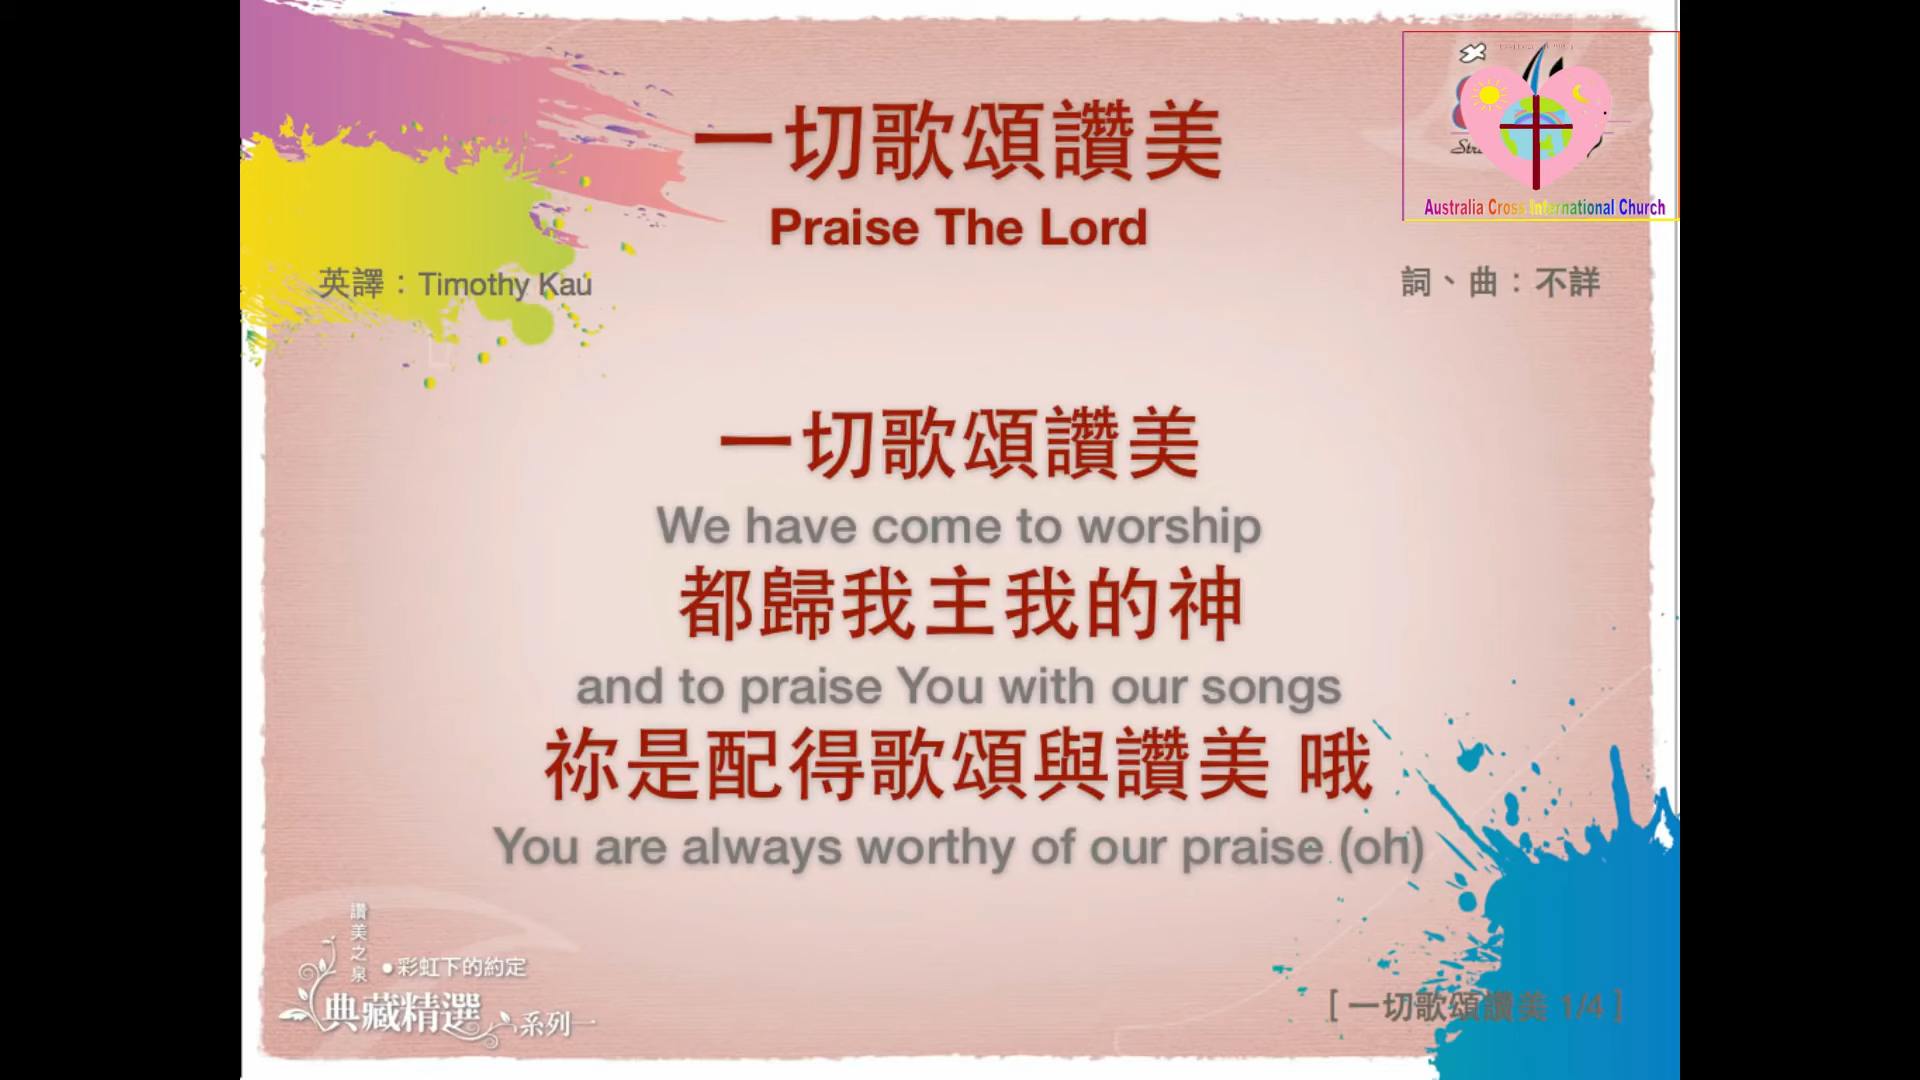 一切歌頌讚美
Praise The Lord
Australia Cross International Church
英譯：Timothy Kau
詞、曲：不詳
一切歌頌讚美
We have come to worship
都歸我主我的神
and to praise You with our songs
祢是配得歌頌與讚美 哦
You are always worthy of our praise (oh)
讚美之泉
•彩虹下的約定
典藏精選 系列一
[ 一切歌頌讚美 1/4 ]